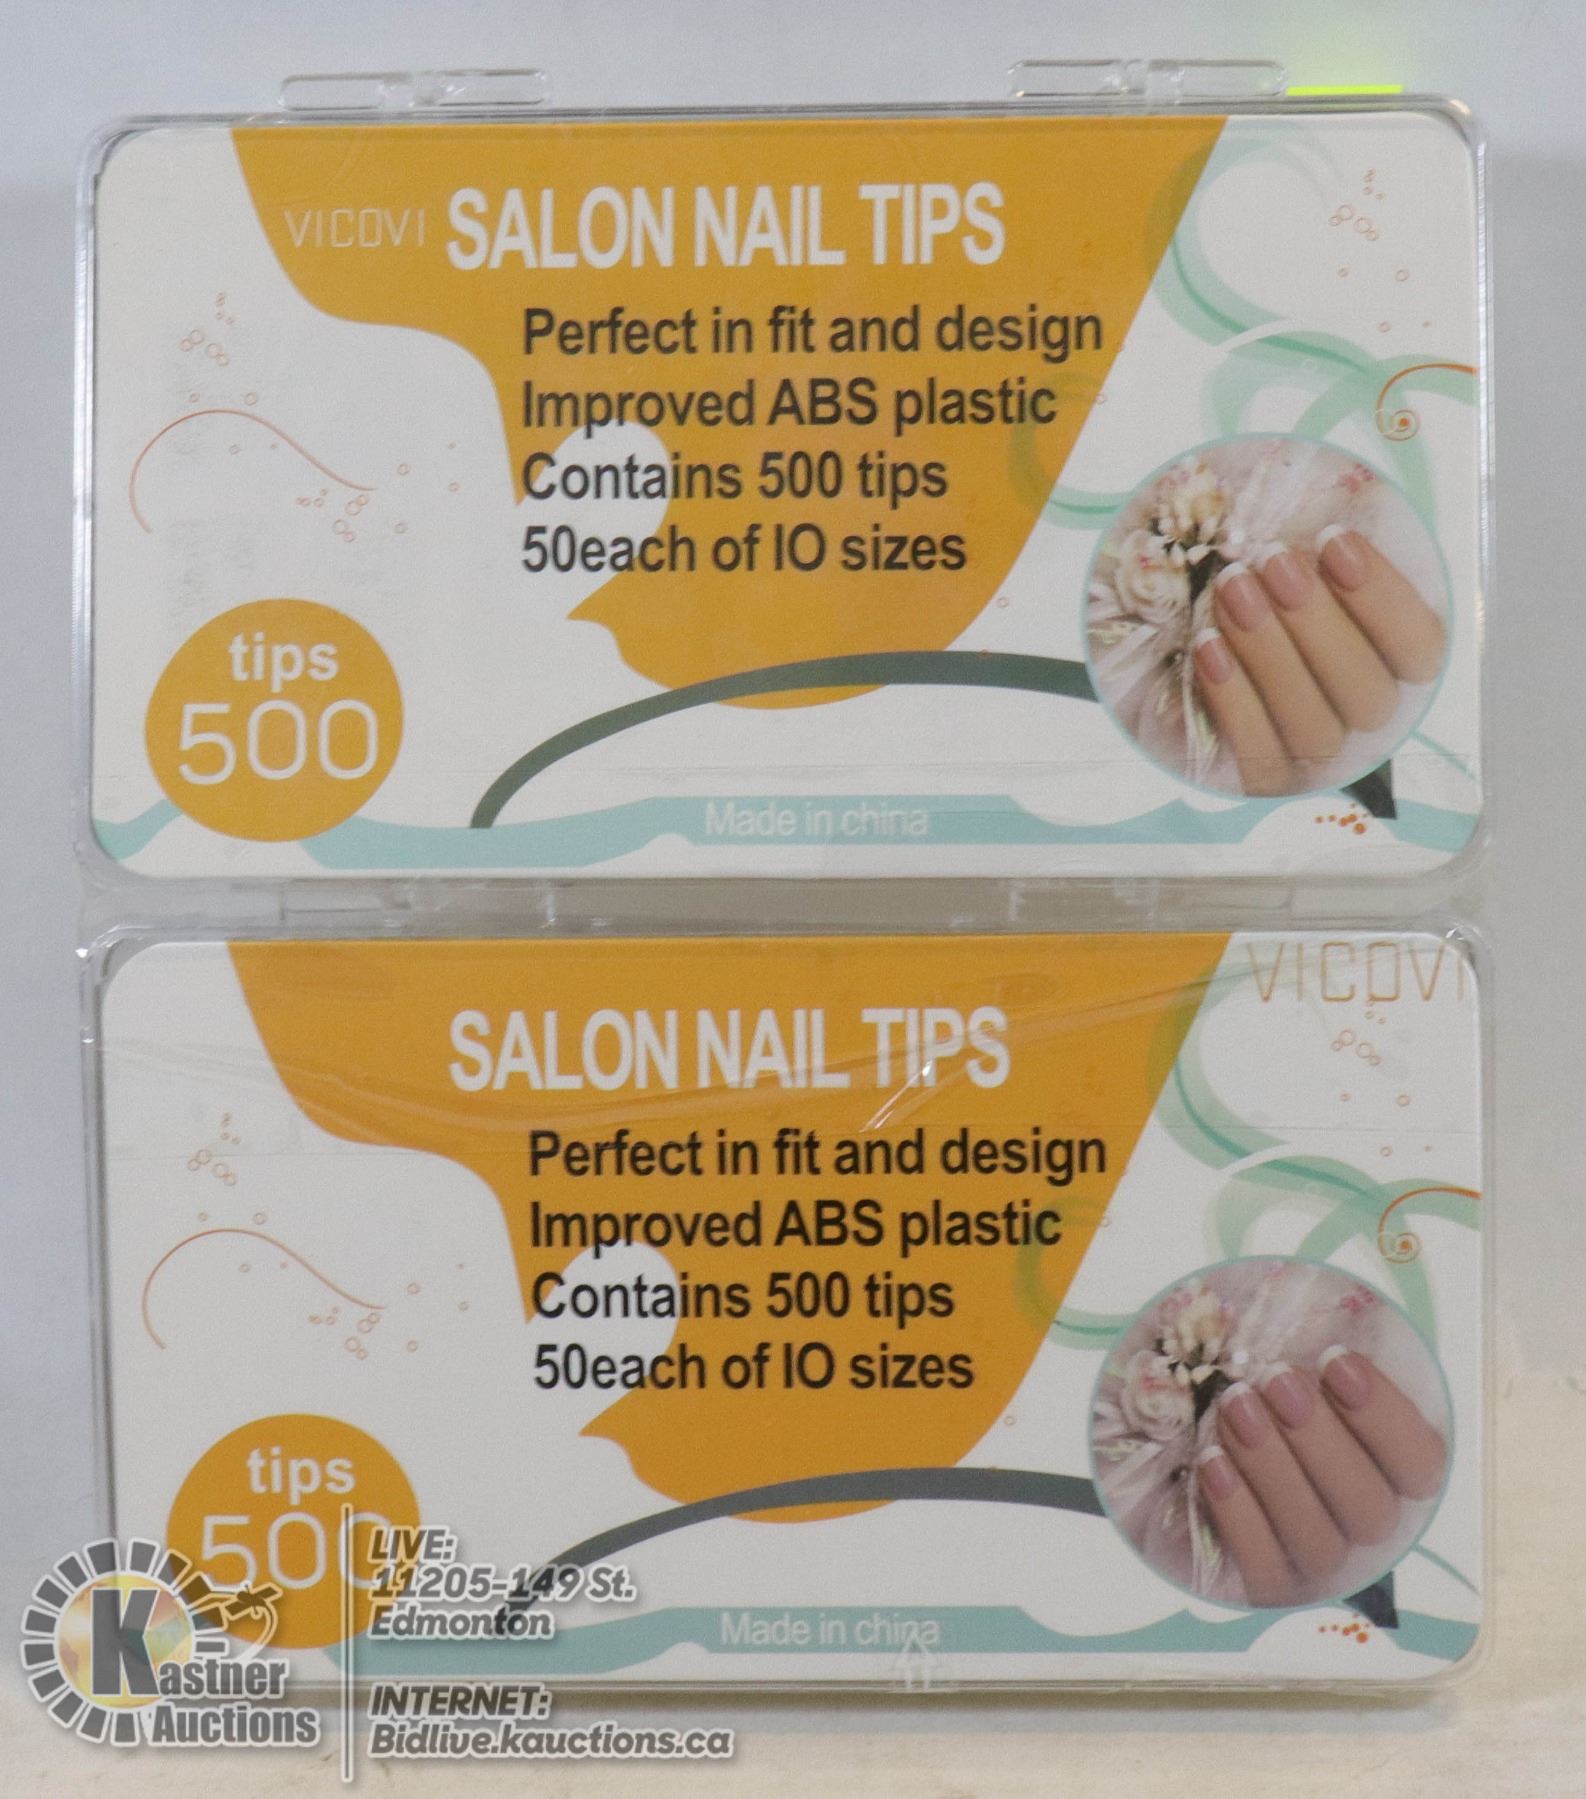 VICOVI SALON NAIL TIPS
Perfect in fit and design
Improved ABS plastic
Contains 500 tips
50each of IO sizes
tips
500
Made in china
VICOVI
SALON NAIL TIPS
Perfect in fit and design
Improved ABS plastic
Contains 500 tips
50each of IO sizes
tips
500
Made in china
Kastner
Auctions
LIVE:
11205-149 St.
Edmonton
INTERNET:
Bidlive.kauctions.ca